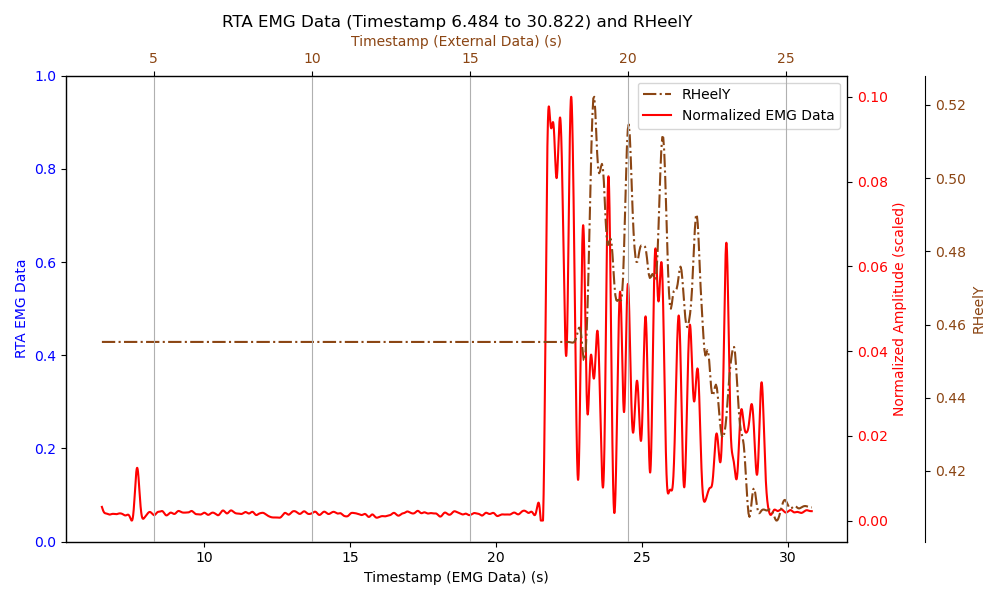 RTA EMG Data (Timestamp 6.484 to 30.822) and RHeelY
Timestamp (External Data) (s)
5 10 15 20 25
RHeelY
Normalized EMG Data
1.0
0.8
0.6
0.4
0.2
0.0
RTA EMG Data
0.10
0.08
0.06
0.04
0.02
0.00
Normalized Amplitude (scaled)
0.52
0.50
0.48
0.46
0.44
0.42
RHeelY
10 15 20 25 30
Timestamp (EMG Data) (s)